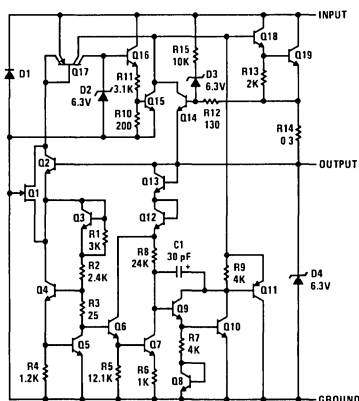 INPUT
Q18
Q16
R15
10K
Q19
D1
Q17
R11
3.1K
D3
6.3V
R13
2K
D2
6.3V
Q15
R10
200
Q14
R12
130
R14
0 3
Q2
OUTPUT
Q1
Q13
Q3
Q12
R1
3K
C1
30 pF
+
R8
24K
R9
4K
Q11
D4
6.3V
R2
2.4K
Q4
R3
25
Q6
Q9
Q10
Q5
Q7
R7
4K
R4
1.2K
R5
12.1K
R6
1K
Q8
GROUND